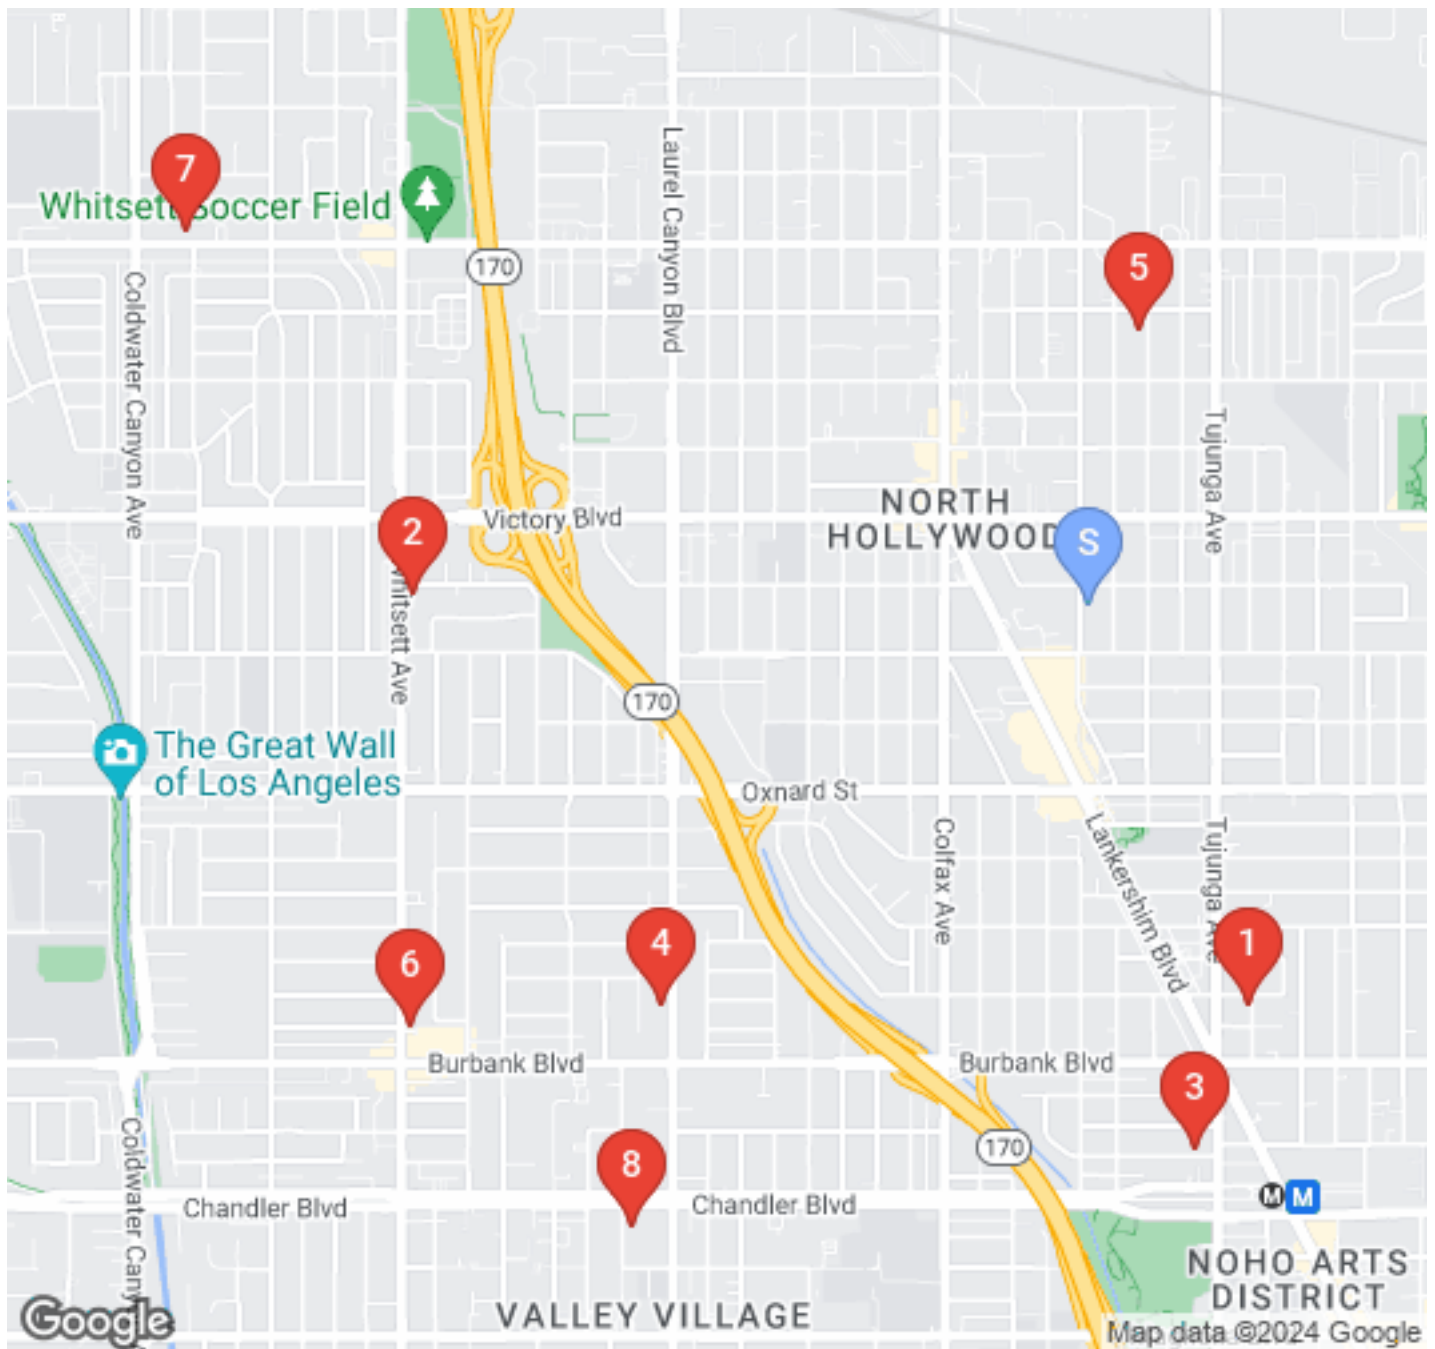 7
Whitsett Soccer Field
170
Laurel Canyon Blvd
5
Coldwater Canyon Ave
Tujunga Ave
2
Victory Blvd
NORTH
HOLLYWOOD
S
Whitsett Ave
170
The Great Wall
of Los Angeles
Oxnard St
Colfax Ave
Lankershim Blvd
Tujunga Ave
6
4
1
Burbank Blvd
Burbank Blvd
3
8
170
Coldwater Cany
Chandler Blvd
Chandler Blvd
M
M
NOHO ARTS
DISTRICT
VALLEY VILLAGE
Google
Map data ©2024 Google